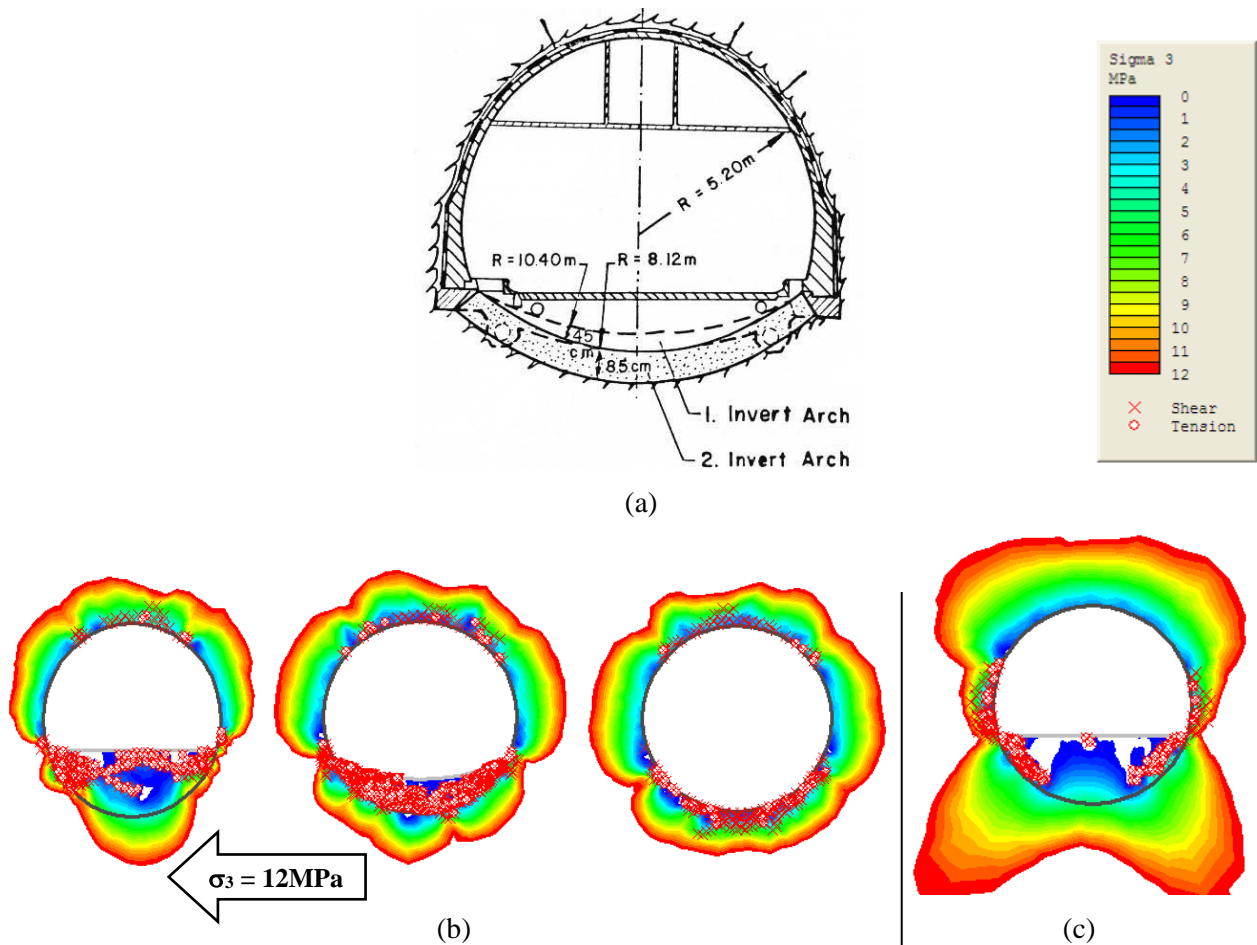 R = 5.20m
R = 10.40m
R = 8.12m
45
cm
85cm
1. Invert Arch
2. Invert Arch
(a)
Sigma 3
MPa
0
1
2
3
4
5
6
7
8
9
10
11
12
Shear
Tension
σ3 = 12MPa
(b)
(c)